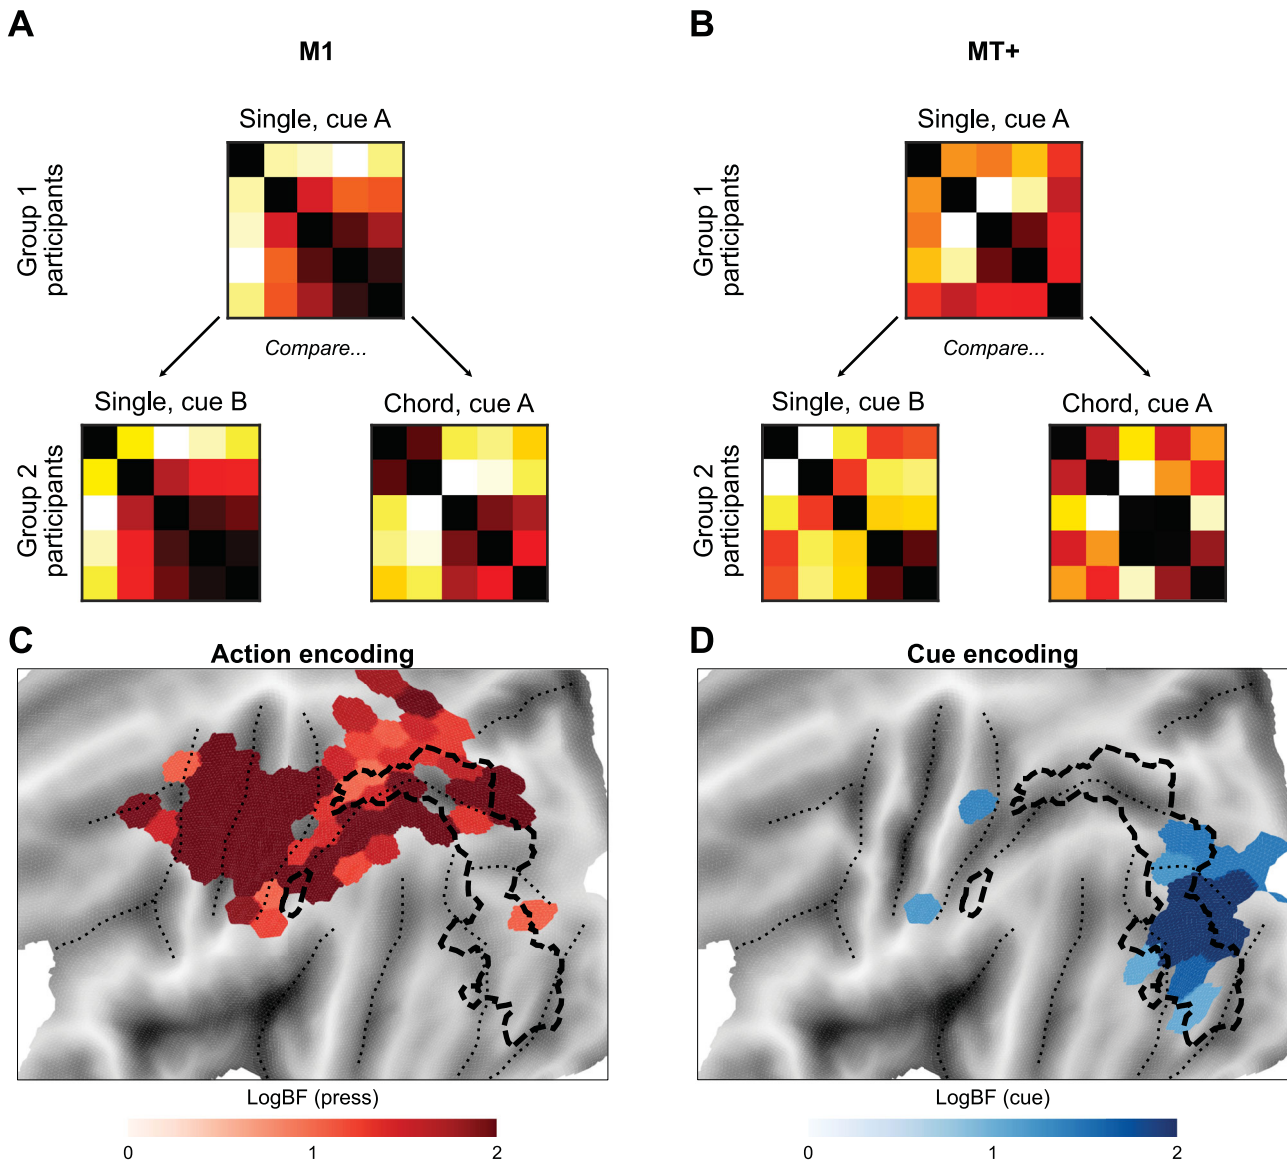 A
M1
Single, cue A
Group 1
participants
Compare...
Single, cue B
Chord, cue A
Group 2
participants
B
MT+
Single, cue A
Group 1
participants
Compare...
Single, cue B
Chord, cue A
Group 2
participants
C
Action encoding
LogBF (press)
0 1 2
D
Cue encoding
LogBF (cue)
0 1 2